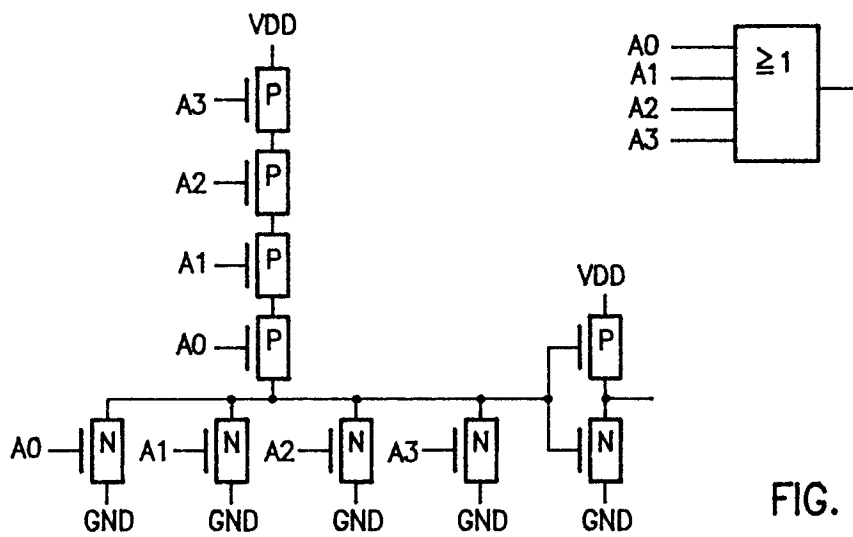 VDD
A3 P
A2 P
A1 P
A0 P
A0 N
A1 N
A2 N
A3 N
GND GND GND GND
VDD
P
N
GND
A0
A1
A2
A3
≧1
FIG.